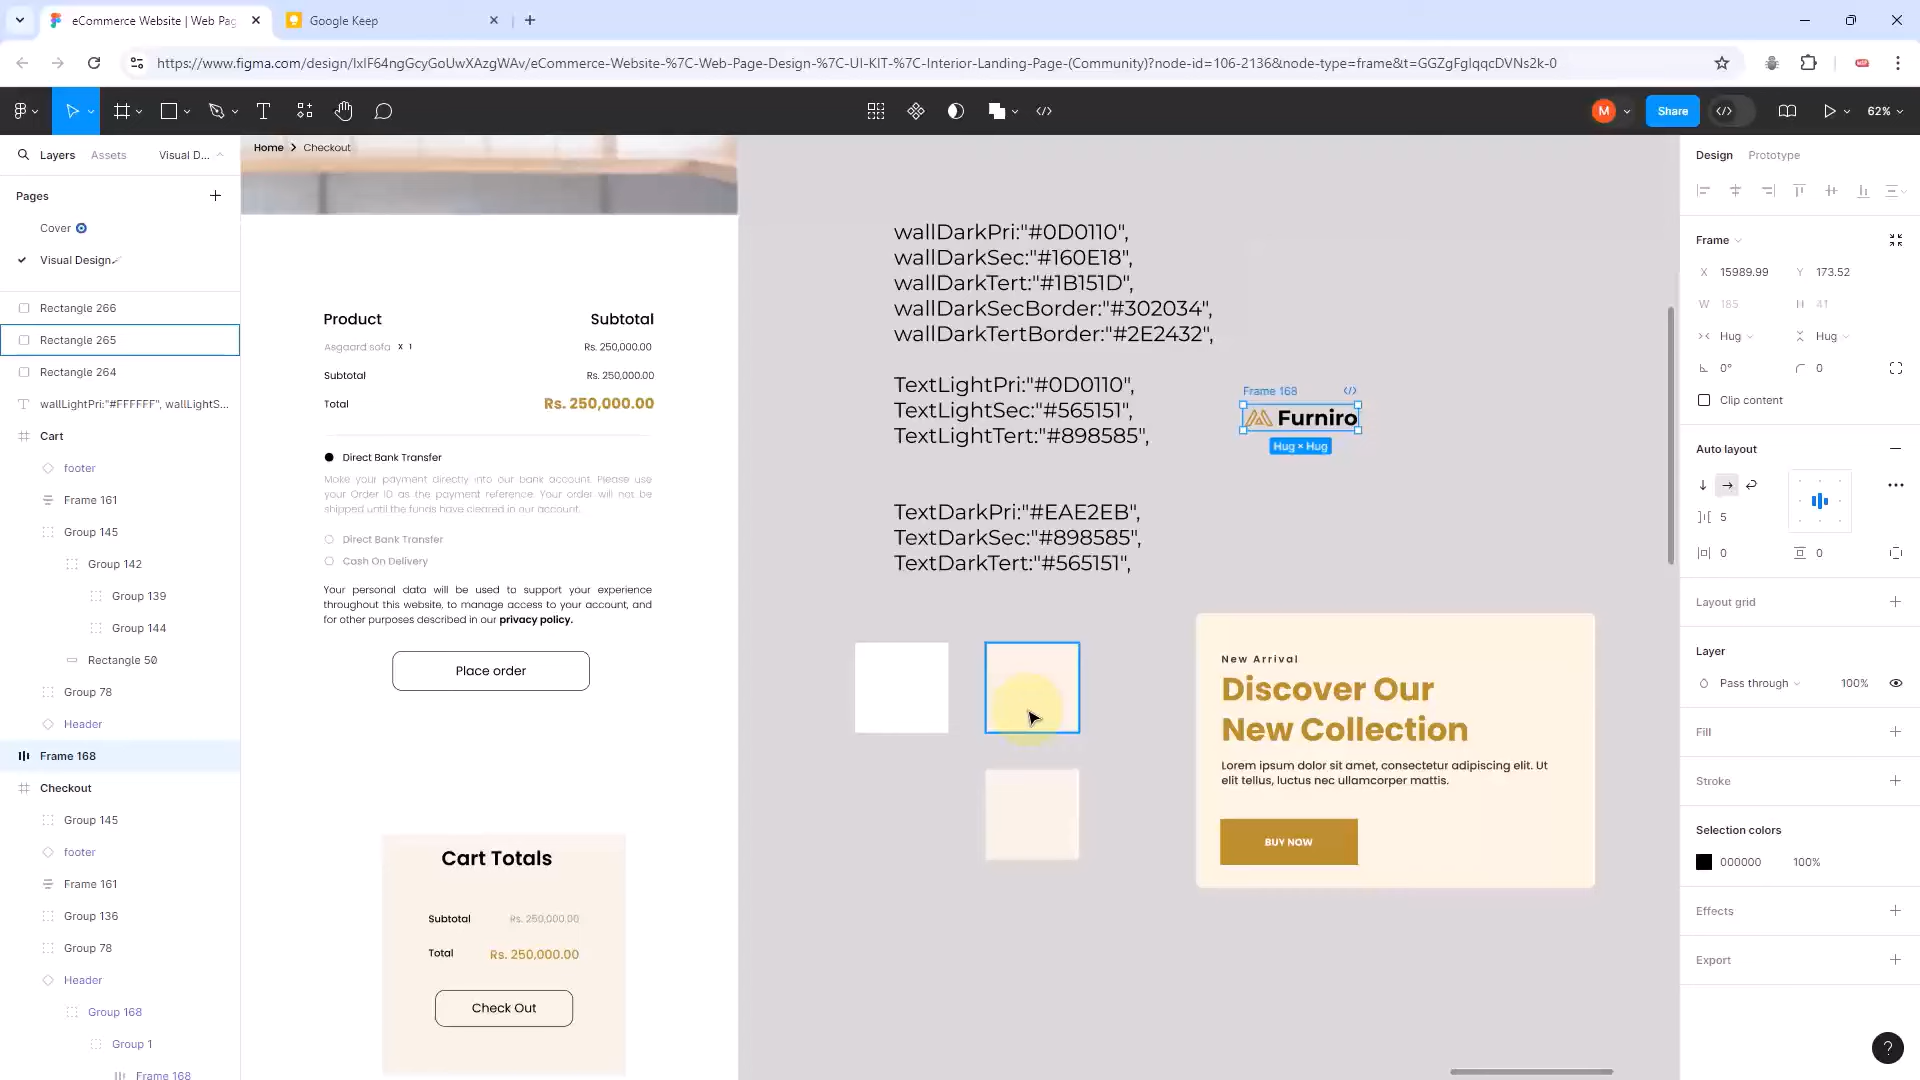 eCommerce Website | Web Pag
Google Keep
https://www.figma.com/design/IxIF64ngGcyGoUwXAzgWAv/eCommerce-Website-%7C-Web-Page-Design-%7C-UI-KIT-%7C-Interior-Landing-Page-(Community)?node-id=106-2136&node-type=frame&t=GGZgFgIqqcDVNs2k-0
M
Share
62%
Layers
Assets
Visual D...
Pages
Cover
Visual Design
Rectangle 266
Rectangle 265
Rectangle 264
wallLightPri:"#FFFFFF", wallLightS...
Cart
footer
Frame 161
Group 145
Group 142
Group 139
Group 144
Rectangle 50
Group 78
Header
Frame 168
Checkout
Group 145
footer
Frame 161
Group 136
Group 78
Header
Group 168
Group 1
Frame 168
Home > Checkout
Product
Subtotal
Asgaard sofa x 1
Rs. 250,000.00
Subtotal
Rs. 250,000.00
Total
Rs. 250,000.00
Direct Bank Transfer
Make your payment directly into our bank account. Please use
your Order ID as the payment reference. Your order will not be
shipped until the funds have cleared in our account.
Direct Bank Transfer
Cash On Delivery
Your personal data will be used to support your experience
throughout this website, to manage access to your account, and
for other purposes described in our privacy policy.
Place order
Cart Totals
Subtotal
Rs. 250,000.00
Total
Rs. 250,000.00
Check Out
wallDarkPri:"#0D0110",
wallDarkSec:"#160E18",
wallDarkTert:"#1B151D",
wallDarkSecBorder:"#302034",
wallDarkTertBorder:"#2E2432",
TextLightPri:"#0D0110",
TextLightSec:"#565151",
TextLightTert:"#898585",
TextDarkPri:"#EAE2EB",
TextDarkSec:"#898585",
TextDarkTert:"#565151",
Frame 168
Furniro
Hug × Hug
New Arrival
Discover Our
New Collection
Lorem ipsum dolor sit amet, consectetur adipiscing elit. Ut
elit tellus, luctus nec ullamcorper mattis.
BUY NOW
Design
Prototype
Frame
X 15989.99
Y 173.52
W 185
H 41
Hug
Hug
0°
0
Clip content
Auto layout
5
0
0
Layout grid
Layer
Pass through
100%
Fill
Stroke
Selection colors
000000
100%
Effects
Export
?